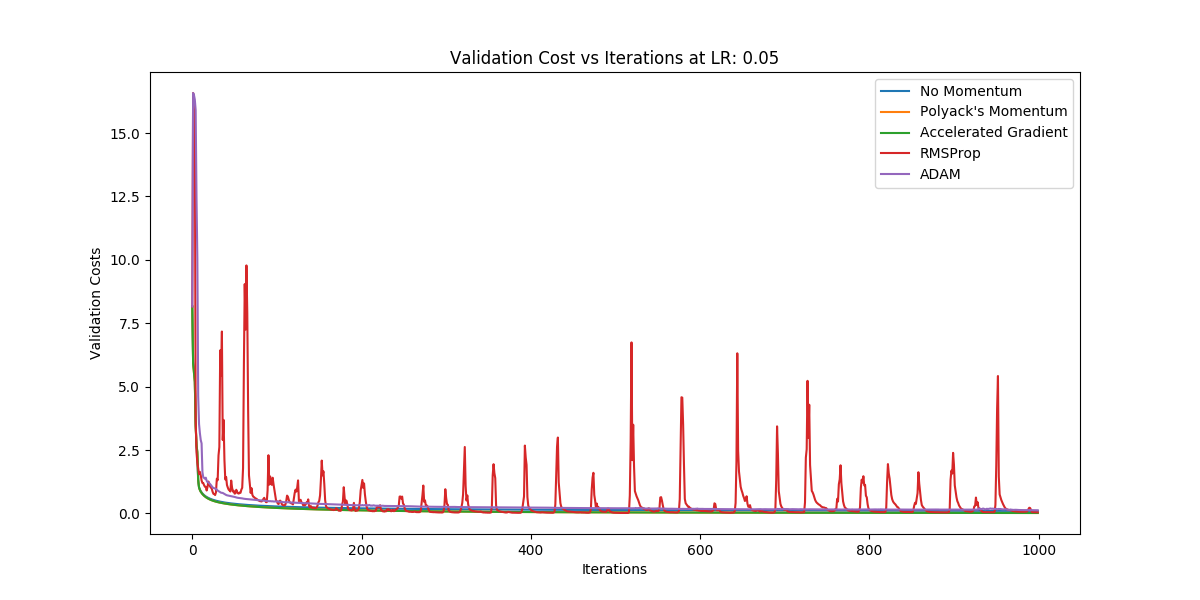 Validation Cost vs Iterations at LR: 0.05
No Momentum
Polyack's Momentum
Accelerated Gradient
RMSProp
ADAM
Validation Costs
15.0
12.5
10.0
7.5
5.0
2.5
0.0
0 200 400 600 800 1000
Iterations